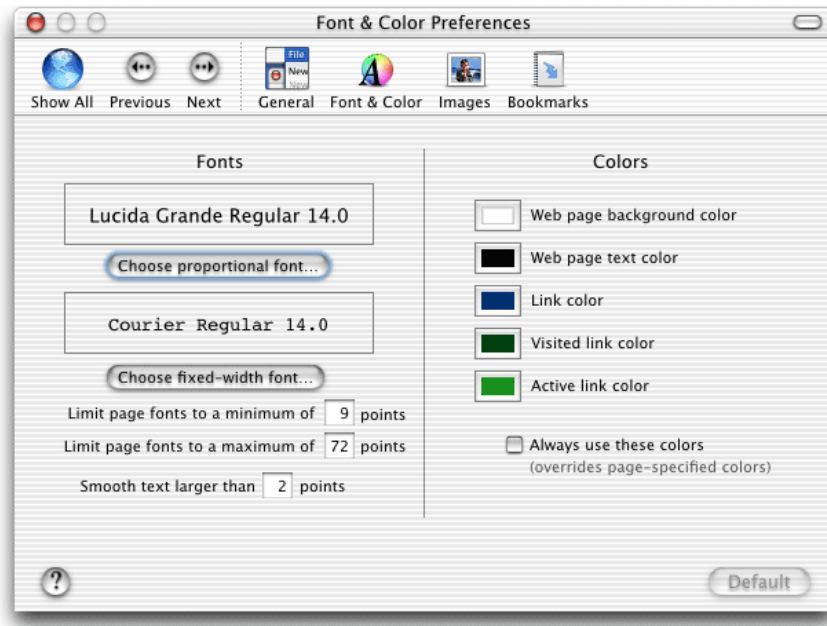 Font & Color Preferences
File
New
New
Show All Previous Next General Font & Color Images Bookmarks
Fonts
Lucida Grande Regular 14.0
Choose proportional font...
Courier Regular 14.0
Choose fixed-width font...
Limit page fonts to a minimum of 9 points
Limit page fonts to a maximum of 72 points
Smooth text larger than 2 points
Colors
Web page background color
Web page text color
Link color
Visited link color
Active link color
Always use these colors
(overrides page-specified colors)
?
Default